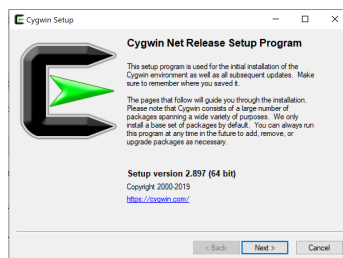 Cygwin Setup
Cygwin Net Release Setup Program
This setup program is used for the initial installation of the
Cygwin environment as well as all subsequent updates. Make
sure to remember where you saved it.
The pages that follow will guide you through the installation.
Please note that Cygwin consists of a large number of
packages spanning a wide variety of purposes. We only
install a base set of packages by default. You can always run
this program at any time in the future to add, remove, or
upgrade packages as necessary.
Setup version 2.897 (64 bit)
Copyright 2000-2019
https://cygwin.com/
< Back Next > Cancel